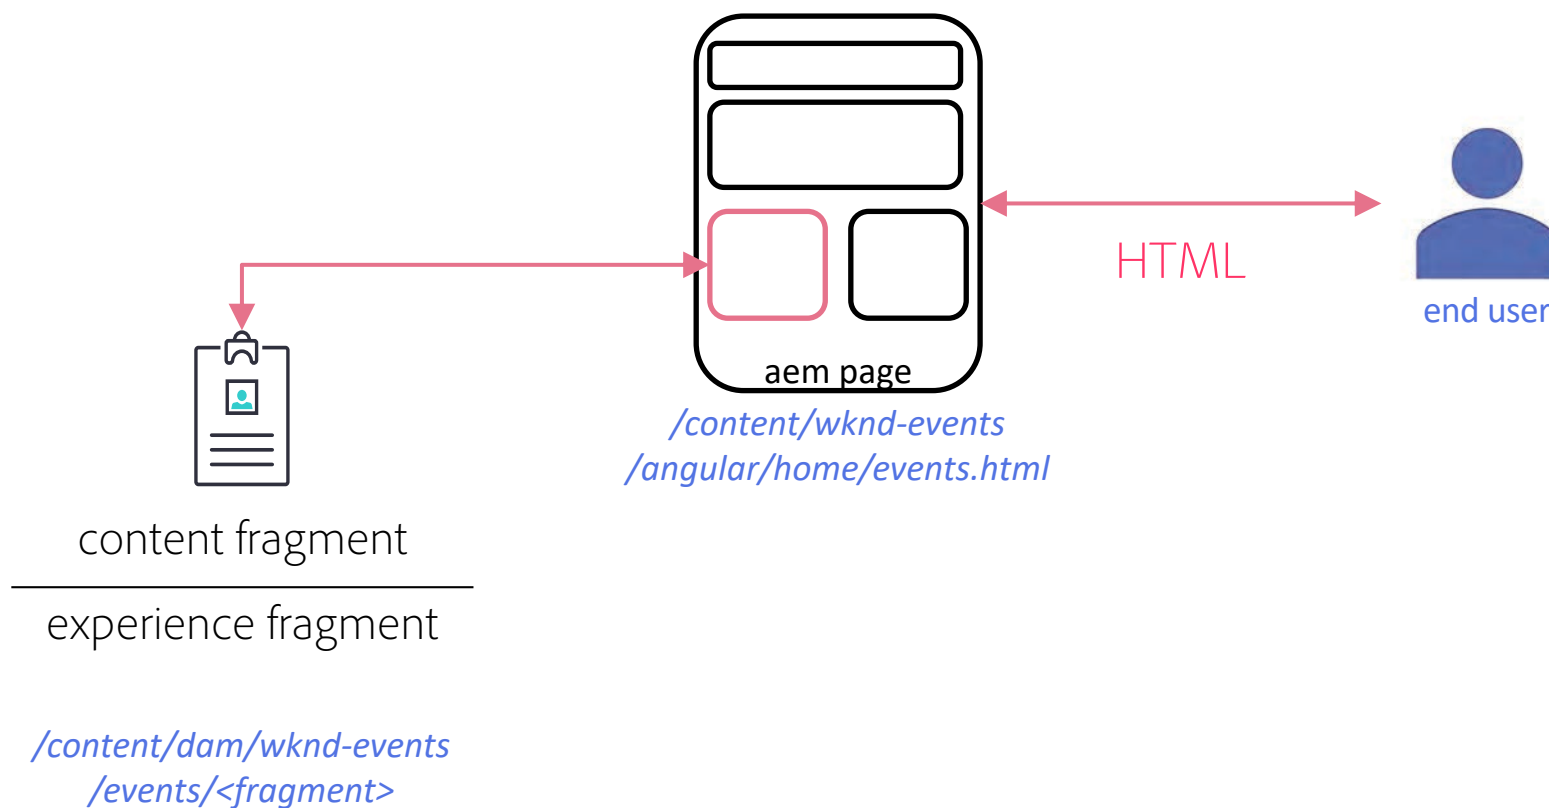 HTML
end user
aem page
/content/wknd-events
/angular/home/events.html
content fragment
experience fragment
/content/dam/wknd-events
/events/<fragment>